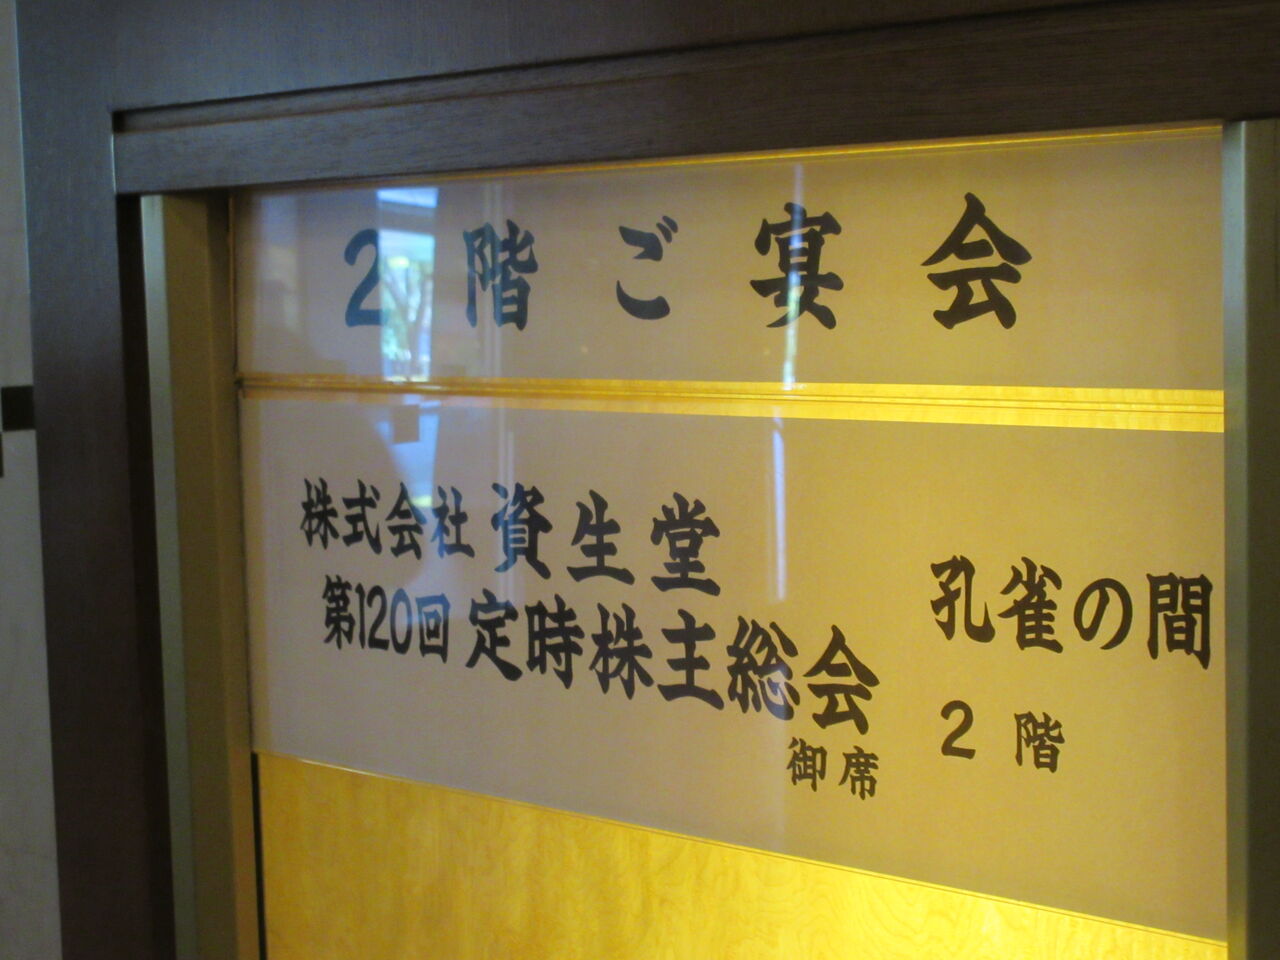 2階ご宴会
株式会社 資生堂
第120回 定時株主総会
御席
孔雀の間
2階